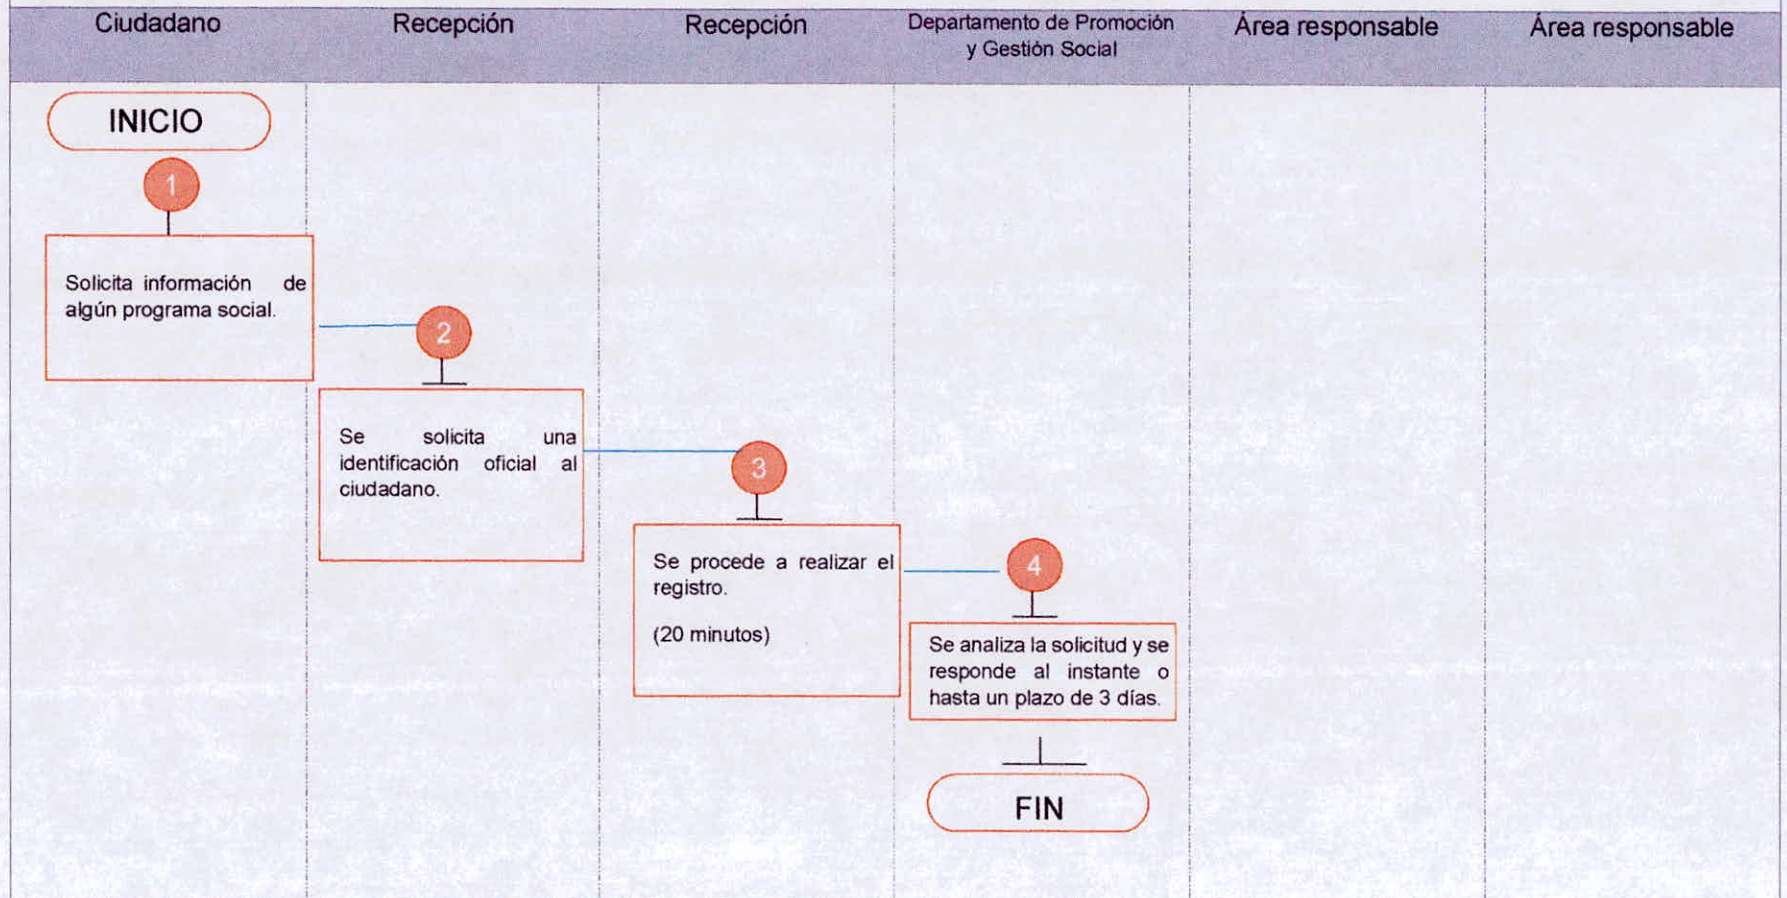 Ciudadano
Recepción
Recepción
Departamento de Promoción
y Gestión Social
Área responsable
Área responsable
INICIO
1
Solicita información de
algún programa social.
2
Se solicita una
identificación oficial al
ciudadano.
3
Se procede a realizar el
registro.
(20 minutos)
4
Se analiza la solicitud y se
responde al instante o
hasta un plazo de 3 días.
FIN